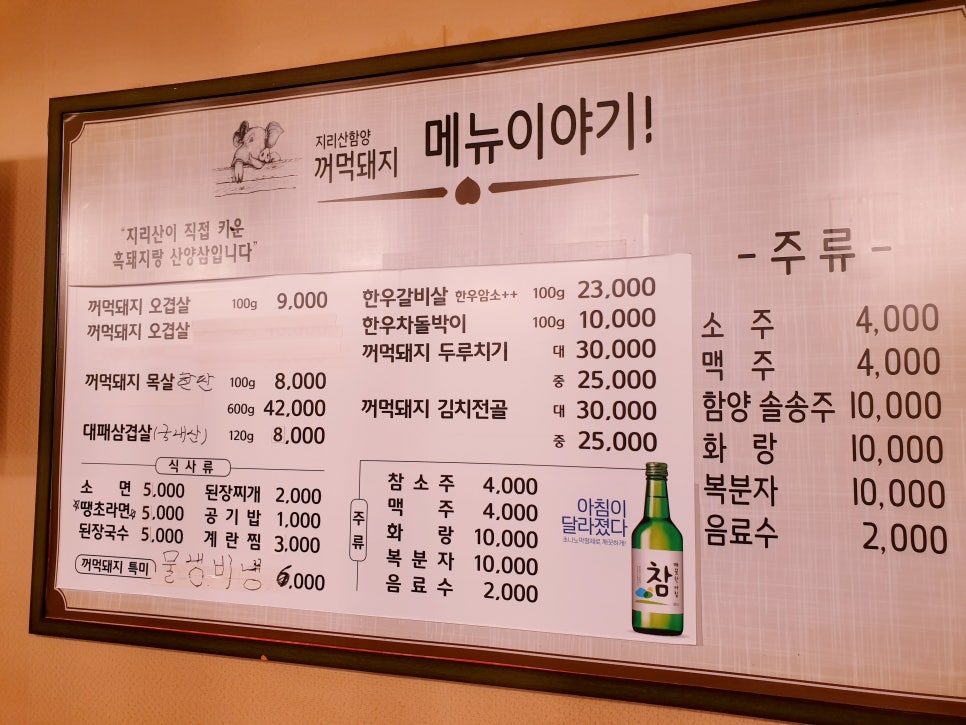 지리산함양
꺼먹돼지 메뉴이야기!
"지리산이 직접 키운
흑돼지랑 산양삼입니다"
꺼먹돼지 오겹살 100g 9,000
꺼먹돼지 오겹살
꺼먹돼지 목살 100g 8,000
600g 42,000
대패삼겹살(국내산) 120g 8,000
식사류
소 면 5,000 된장찌개 2,000
땡초라면 5,000 공 기 밥 1,000
된장국수 5,000 계 란 찜 3,000
꺼먹돼지 특미 물냉.비냉 6,000
한우갈비살 한우암소++ 100g 23,000
한우차돌박이 100g 10,000
꺼먹돼지 두루치기 대 30,000
중 25,000
꺼먹돼지 김치전골 대 30,000
중 25,000
주류
참 소 주 4,000
맥 주 4,000
화 랑 10,000
복 분 자 10,000
음 료 수 2,000
아침이
달라졌다
참
- 주 류 -
소 주 4,000
맥 주 4,000
함양 솔송주 10,000
화 랑 10,000
복분자 10,000
음료수 2,000